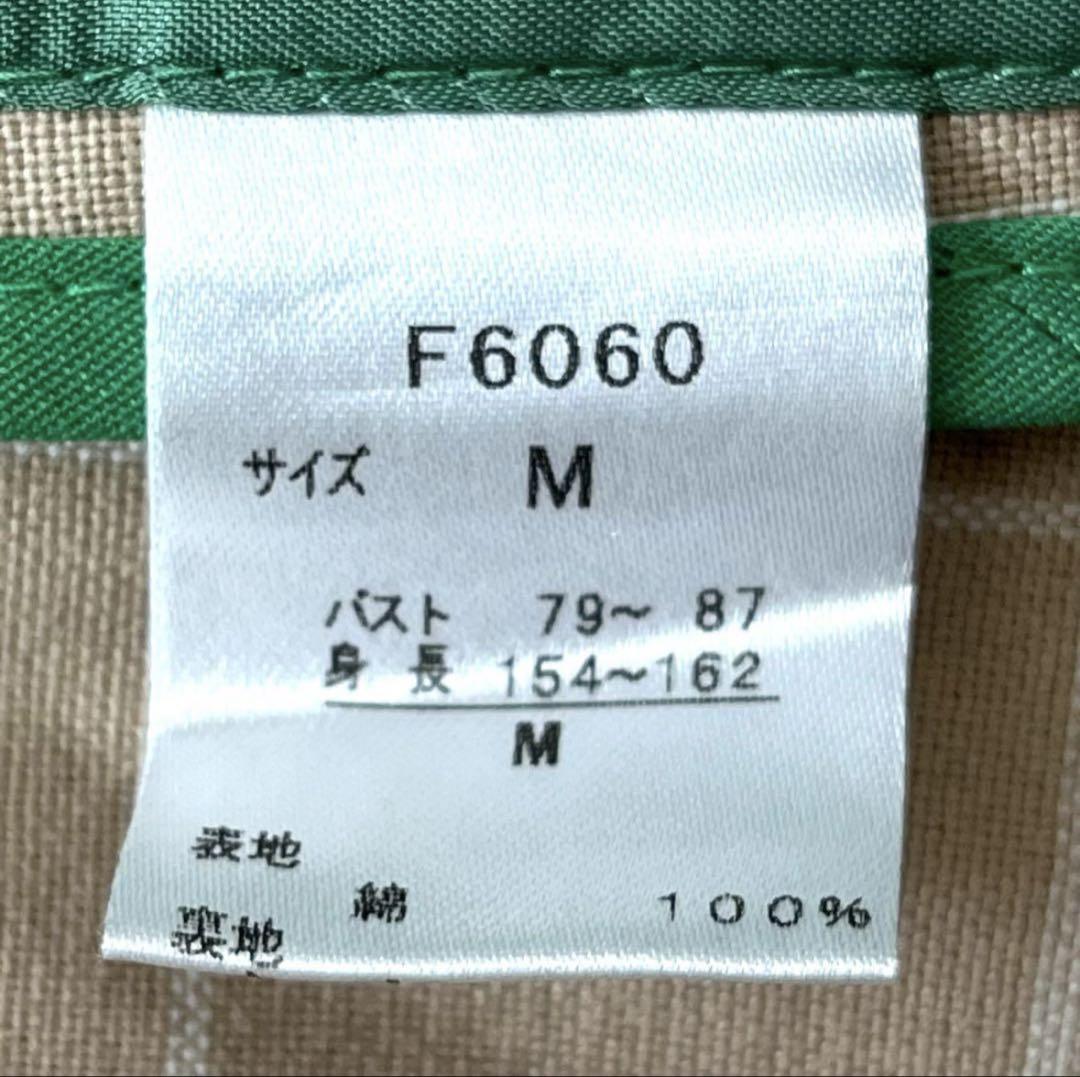 F6060
サイズ M
バスト 79〜 87
身長 154〜162
M
表地
綿 100%
裏地